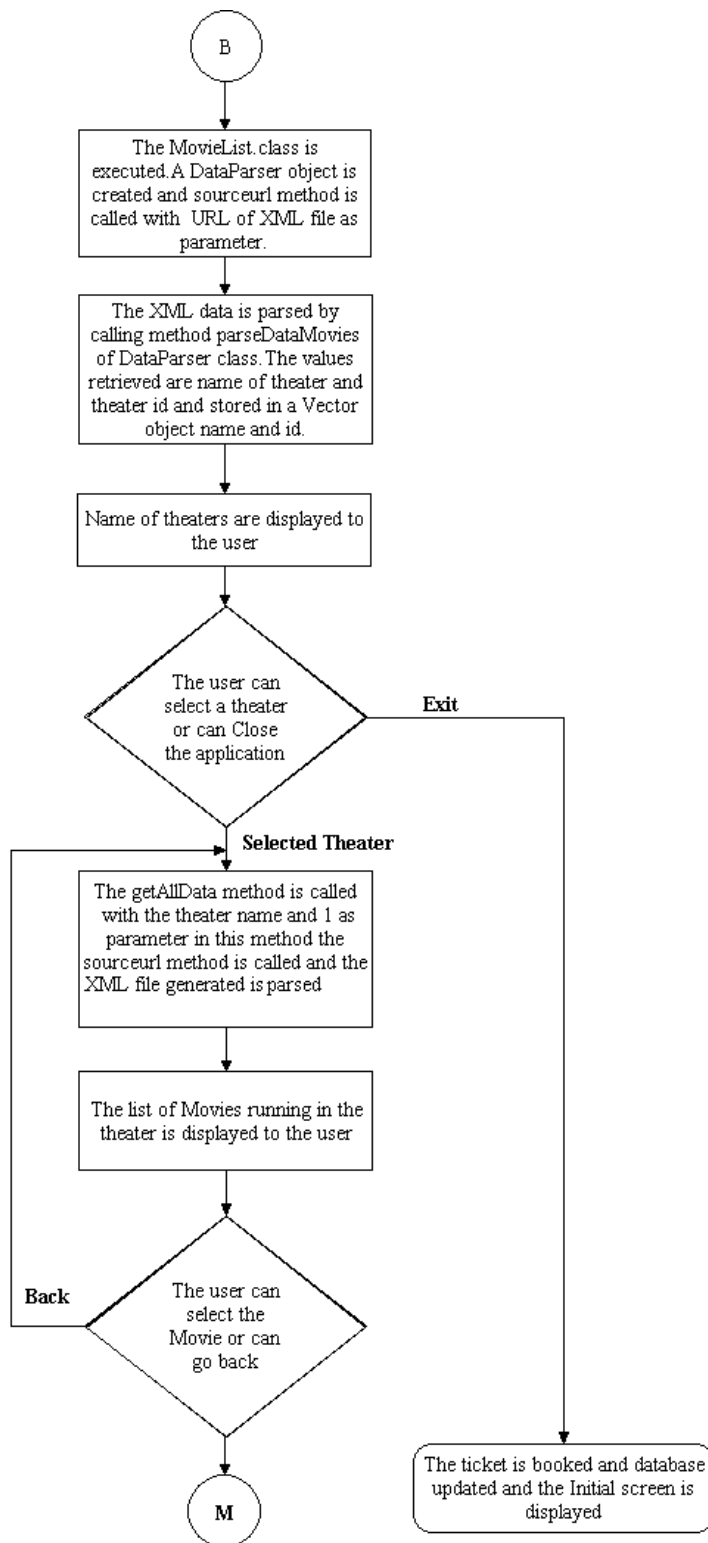 B
The MovieList.class is
executed.A DataParser object is
created and sourceurl method is
called with URL of XML file as
parameter.
The XML data is parsed by
calling method parseDataMovies
of DataParser class.The values
retrieved are name of theater and
theater id and stored in a Vector
object name and id.
Name of theaters are displayed to
the user
The user can
select a theater
or can Close
the application
Exit
Selected Theater
The getAllData method is called
with the theater name and 1 as
parameter in this method the
sourceurl method is called and the
XML file generated is parsed
The list of Movies running in the
theater is displayed to the user
Back
The user can
select the
Movie or can
go back
The ticket is booked and database
updated and the Initial screen is
displayed
M